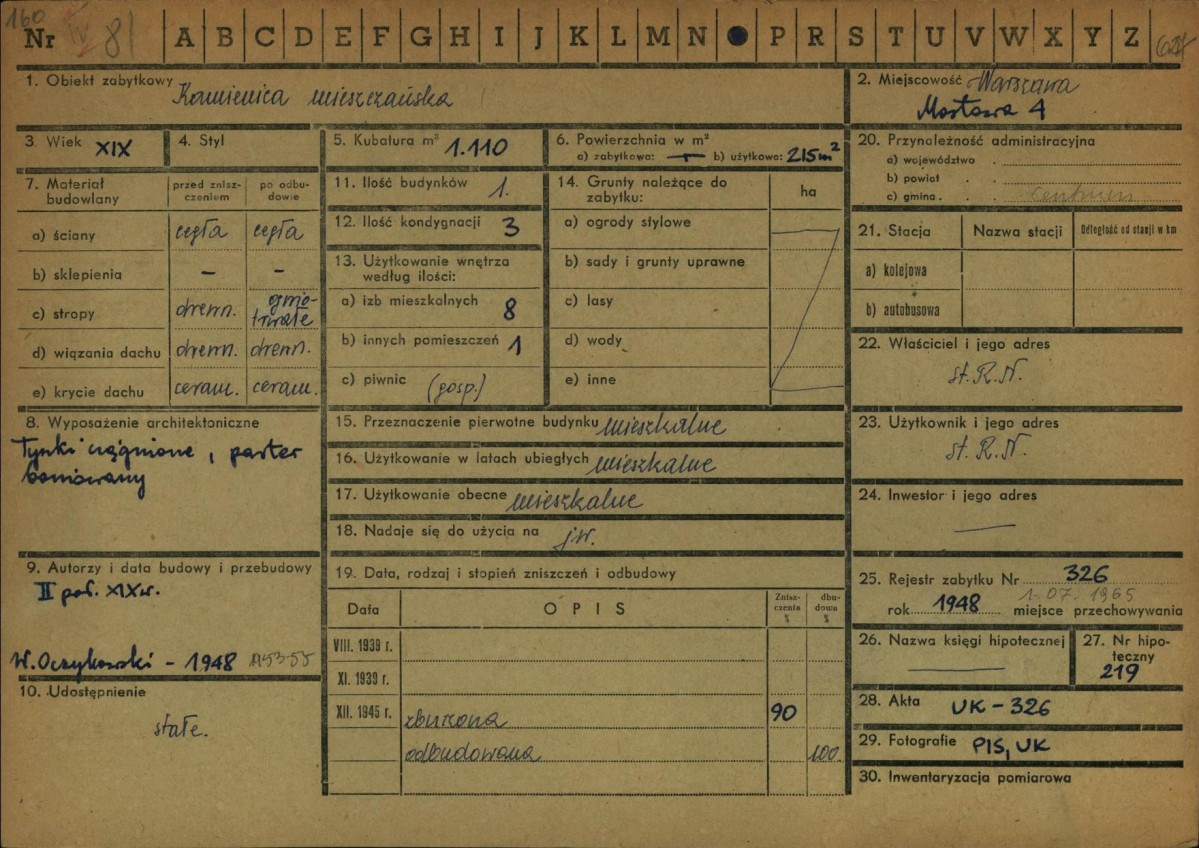 160
Nr IV 81 A B C D E F G H I J K L M N P R S T U V W X Y Z
1. Obiekt zabytkowy Kamienica mieszczańska
2. Miejscowość Warszawa
Mostowa 4
3. Wiek XIX
4. Styl
5. Kubatura m³ 1.110
6. Powierzchnia w m²
a) zabytkowa: — b) użytkowa: 215 m²
7. Materiał budowlany
przed zniszczeniem
po odbudowie
a) ściany cegła cegła
b) sklepienia – –
c) stropy drewn. ogniotrwałe
d) wiązania dachu drewn. drewn.
e) krycie dachu ceram. ceram.
8. Wyposażenie architektoniczne
Tynki ciągnione, parter
boniowany
9. Autorzy i data budowy i przebudowy
II poł. XIX w.
W. Oczykowski – 1948 1953-55
10. Udostępnienie
stałe.
11. Ilość budynków 1.
12. Ilość kondygnacji 3
13. Użytkowanie wnętrza
według ilości:
a) izb mieszkalnych 8
b) innych pomieszczeń 1
c) piwnic (gosp.)
14. Grunty należące do
zabytku:
ha
a) ogrody stylowe
b) sady i grunty uprawne
c) lasy
d) wody
e) inne
15. Przeznaczenie pierwotne budynku mieszkalne
16. Użytkowanie w latach ubiegłych mieszkalne
17. Użytkowanie obecne mieszkalne
18. Nadaje się do użycia na jw.
19. Data, rodzaj i stopień zniszczeń i odbudowy
Data OPIS Zniszczenia % dbudowa %
VIII. 1939 r.
XI. 1939 r.
XII. 1945 r. zburzona 90
odbudowana 100.
20. Przynależność administracyjna
a) województwo
b) powiat
c) gmina centrum
21. Stacja Nazwa stacji Odległość od stacji w km
a) kolejowa
b) autobusowa
22. Właściciel i jego adres
st. R.N.
23. Użytkownik i jego adres
st. R.N.
24. Inwestor i jego adres
—
25. Rejestr zabytku Nr 326
1.07.1965
rok 1948 miejsce przechowywania
26. Nazwa księgi hipotecznej
—
27. Nr hipoteczny
219
28. Akta UK – 326
29. Fotografie PIS, UK
30. Inwentaryzacja pomiarowa